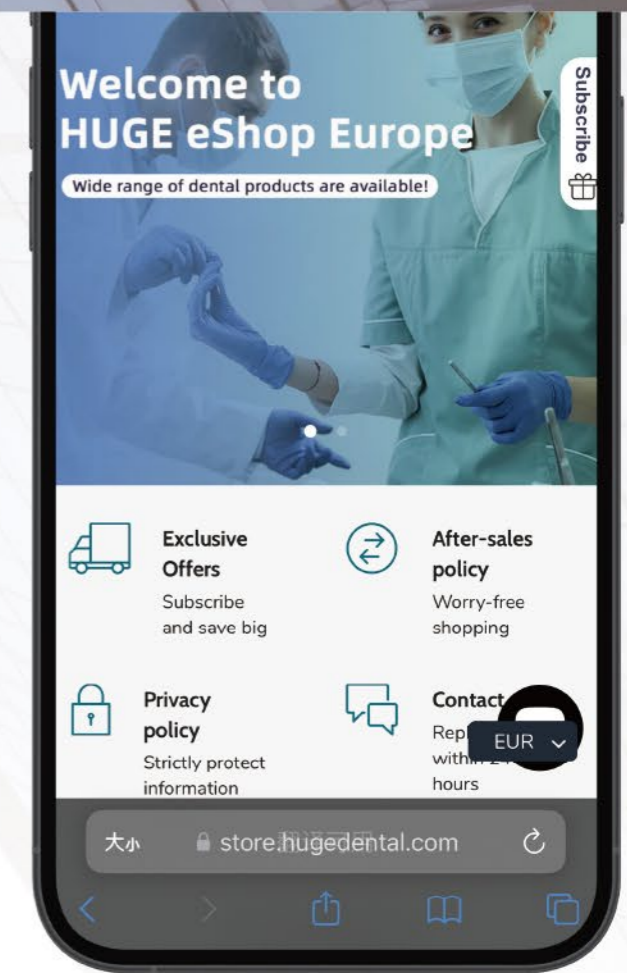 Welcome to
HUGE eShop Europe
Wide range of dental products are available!
Subscribe
Exclusive
Offers
Subscribe
and save big
After-sales
policy
Worry-free
shopping
Privacy
policy
Strictly protect
information
Contact
EUR
hours
大小
store.hugedental.com